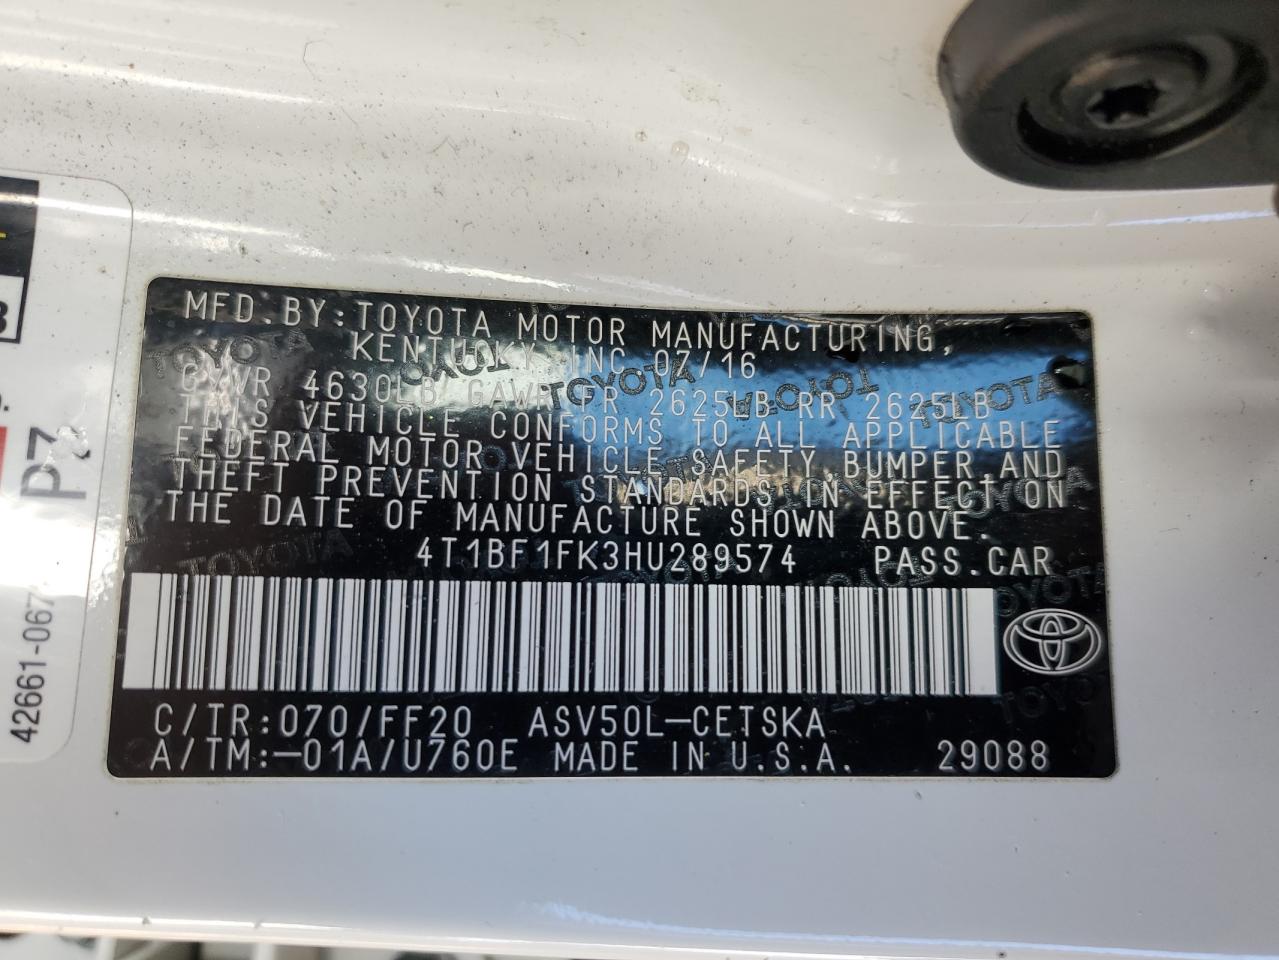 MFD.BY:TOYOTA MOTOR MANUFACTURING,
KENTUCKY,INC 07/16
GVWR 4630LB GAWR FR 2625LB RR 2625LB
THIS VEHICLE CONFORMS TO ALL APPLICABLE
FEDERAL MOTOR VEHICLE SAFETY,BUMPER,AND
THEFT PREVENTION STANDARDS IN EFFECT ON
THE DATE OF MANUFACTURE SHOWN ABOVE.
4T1BF1FK3HU289574 PASS.CAR
C/TR:070/FF20 ASV50L-CETSKA
A/TM:-01A/U760E MADE IN U.S.A. 29088
42661-067